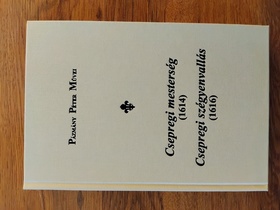 PÁZMÁNY PÉTER MŰVEI
Csepregi mesterség
(1614)
Csepregi szégyenvallás
(1616)